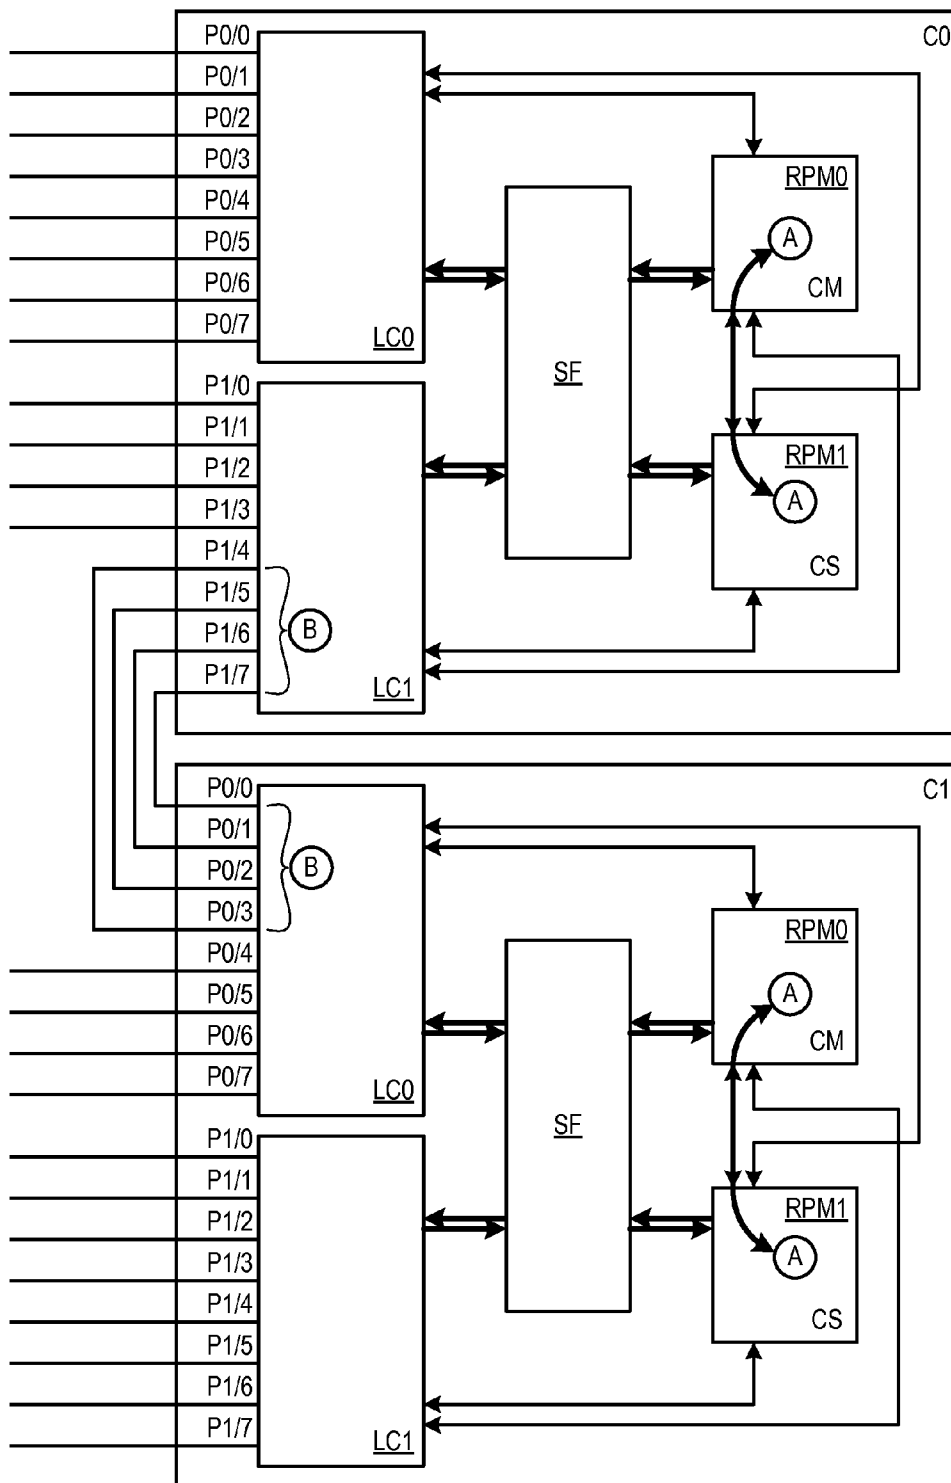 C0
P0/0
P0/1
P0/2
P0/3
P0/4
P0/5
P0/6
P0/7
LC0
RPM0
A
CM
SF
P1/0
P1/1
P1/2
P1/3
P1/4
P1/5
P1/6
P1/7
B
LC1
RPM1
A
CS
C1
P0/0
P0/1
P0/2
P0/3
P0/4
P0/5
P0/6
P0/7
B
LC0
RPM0
A
CM
SF
P1/0
P1/1
P1/2
P1/3
P1/4
P1/5
P1/6
P1/7
LC1
RPM1
A
CS